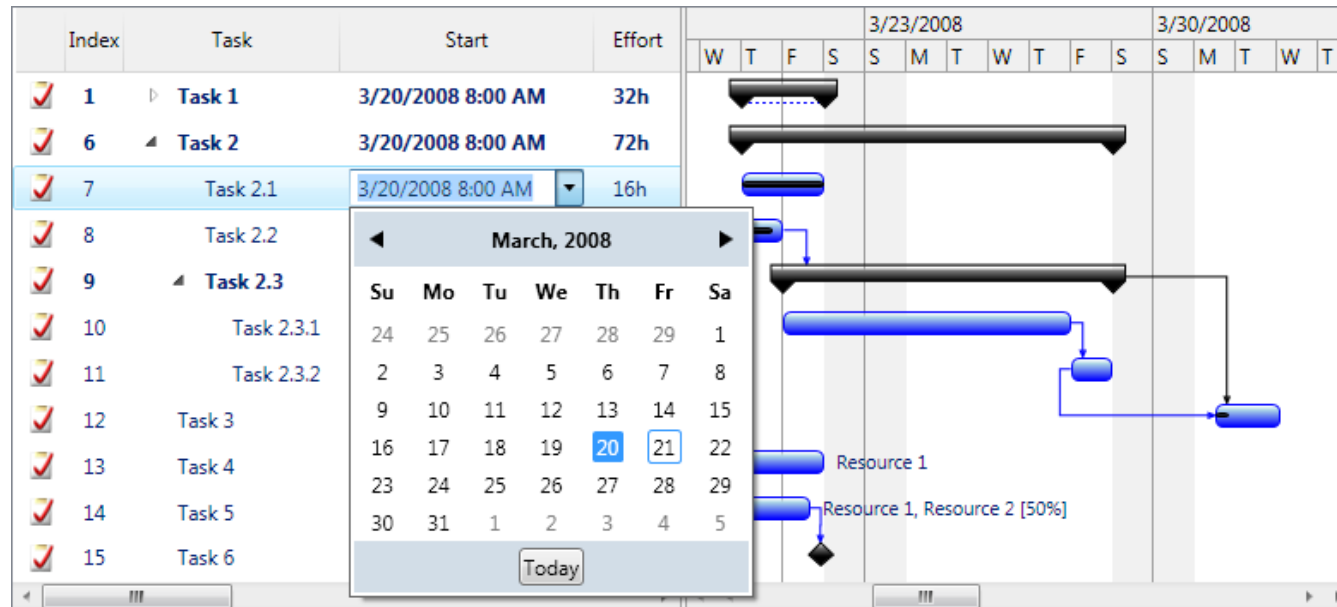 Index Task Start Effort
3/23/2008 3/30/2008
W T F S S M T W T F S S M T W T
1 Task 1 3/20/2008 8:00 AM 32h
6 Task 2 3/20/2008 8:00 AM 72h
7 Task 2.1 3/20/2008 8:00 AM 16h
8 Task 2.2
9 Task 2.3
10 Task 2.3.1
11 Task 2.3.2
12 Task 3
13 Task 4
14 Task 5
15 Task 6
March, 2008
Su Mo Tu We Th Fr Sa
24 25 26 27 28 29 1
2 3 4 5 6 7 8
9 10 11 12 13 14 15
16 17 18 19 20 21 22
23 24 25 26 27 28 29
30 31 1 2 3 4 5
Today
Resource 1
Resource 1, Resource 2 [50%]